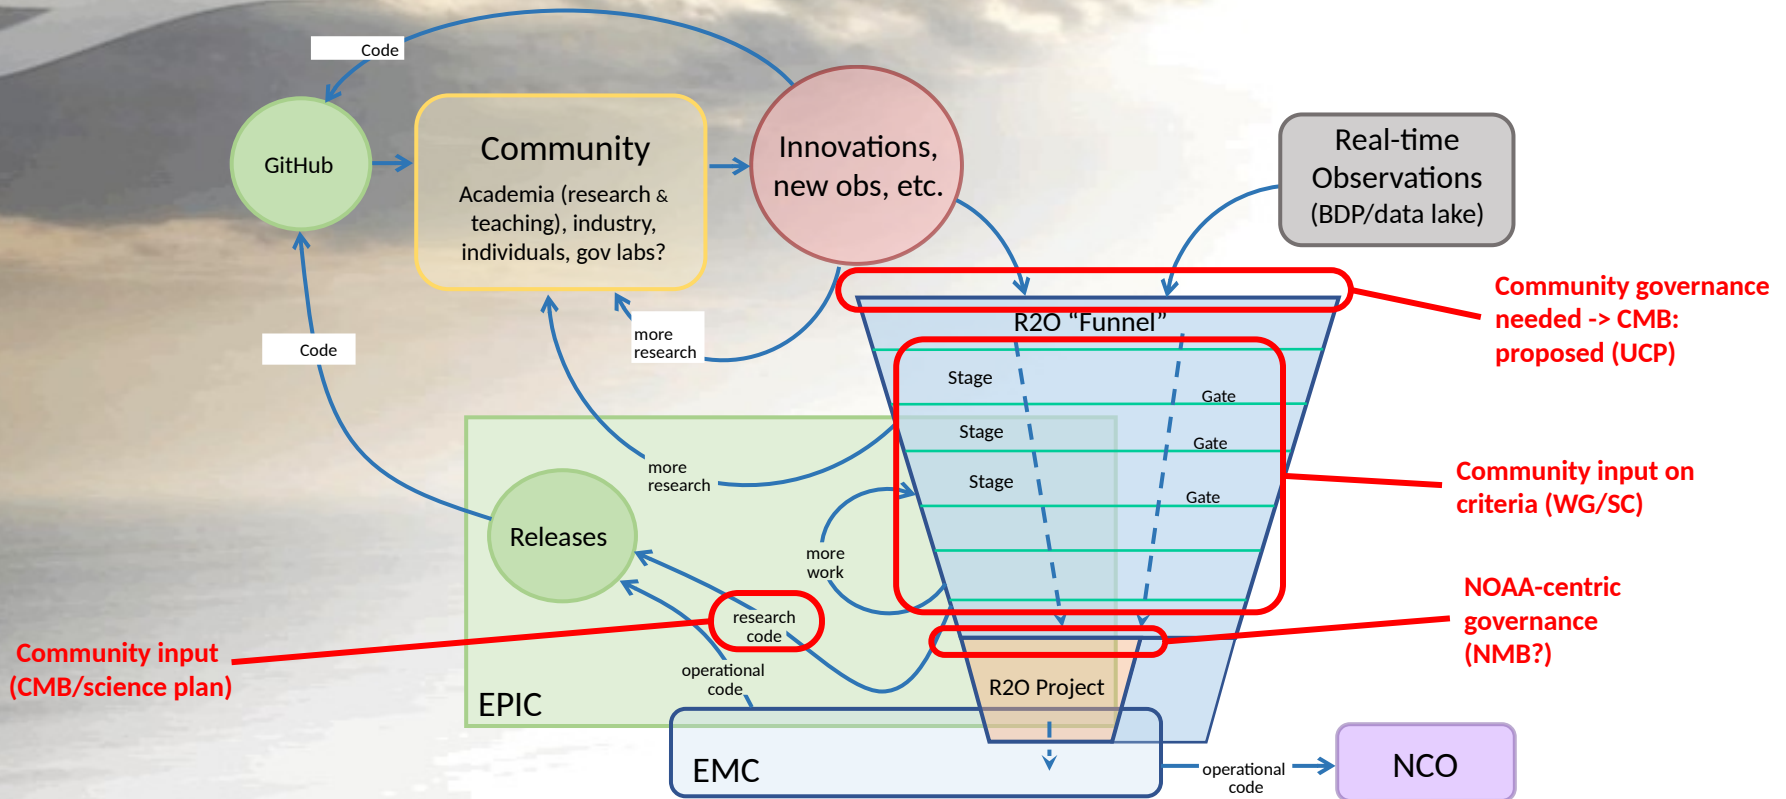 Code
GitHub
Community
Academia (research &
teaching), industry,
individuals, gov labs?
Innovations,
new obs, etc.
Real-time
Observations
(BDP/data lake)
Community governance
needed -> CMB:
proposed (UCP)
more
research
R2O “Funnel”
Code
Stage
Gate
Stage
Gate
more
research
Stage
Gate
Community input on
criteria (WG/SC)
Releases
more
work
NOAA-centric
governance
(NMB?)
research
code
Community input
(CMB/science plan)
operational
code
R2O Project
EPIC
EMC
operational
code
NCO